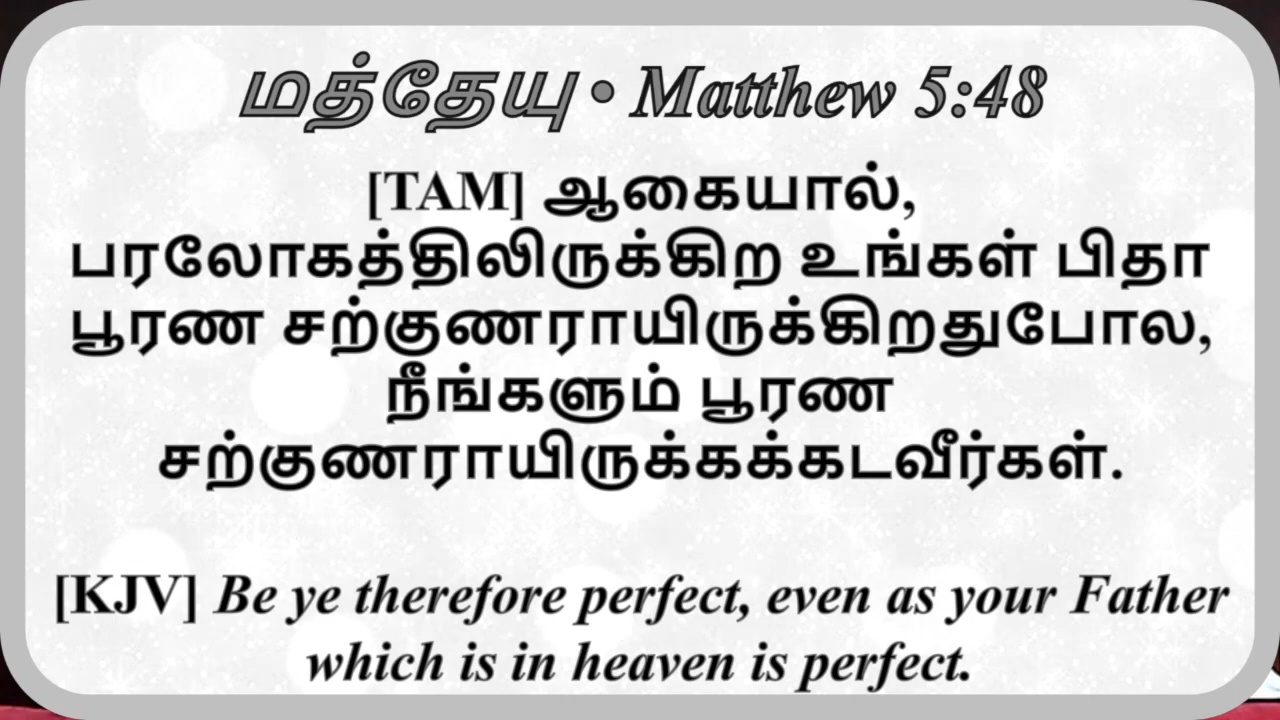 மத்தேயு • Matthew 5:48
[TAM] ஆகையால்,
பரலோகத்திலிருக்கிற உங்கள் பிதா
பூரண சற்குணராயிருக்கிறதுபோல,
நீங்களும் பூரண
சற்குணராயிருக்கக்கடவீர்கள்.
[KJV] Be ye therefore perfect, even as your Father
which is in heaven is perfect.